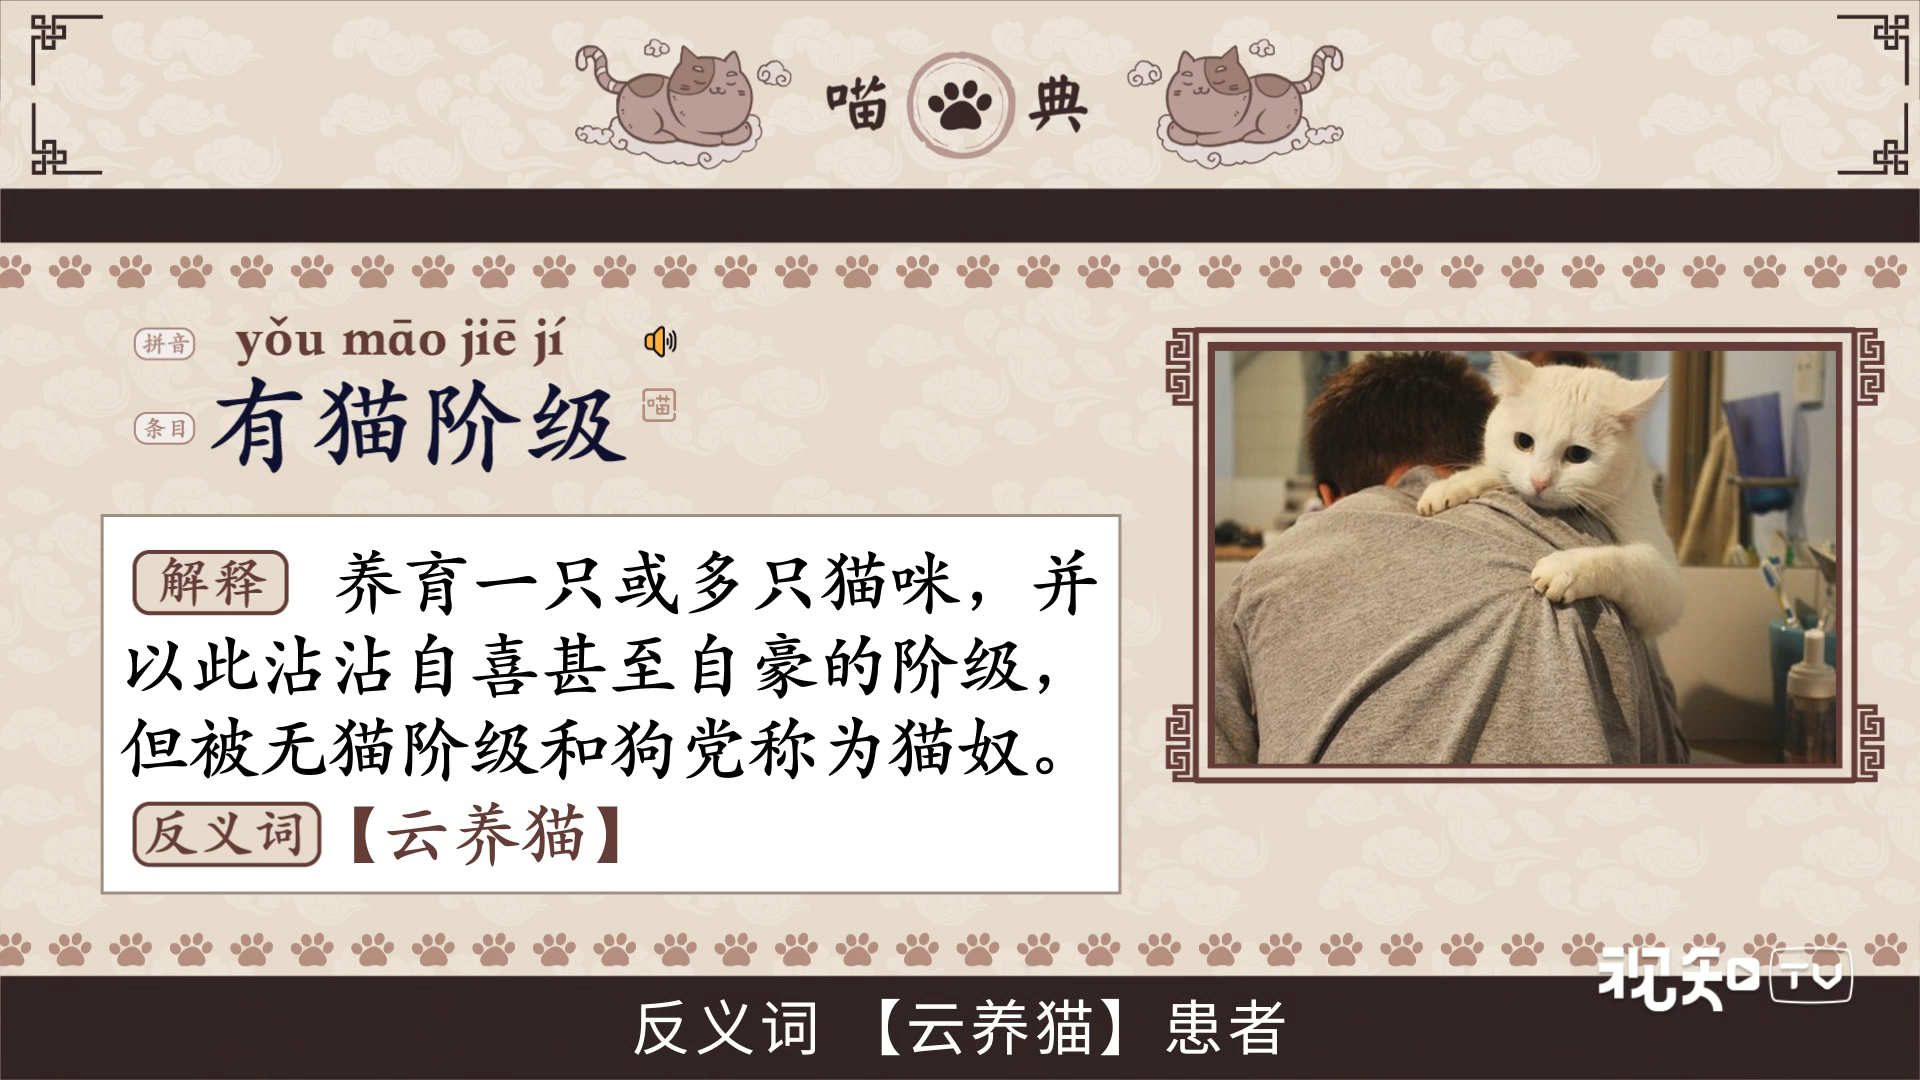 喵典
拼音 yǒu māo jiē jí
条目 有猫阶级 喵
解释 养育一只或多只猫咪，并
以此沾沾自喜甚至自豪的阶级，
但被无猫阶级和狗党称为猫奴。
反义词【云养猫】
视知TV
反义词 【云养猫】患者